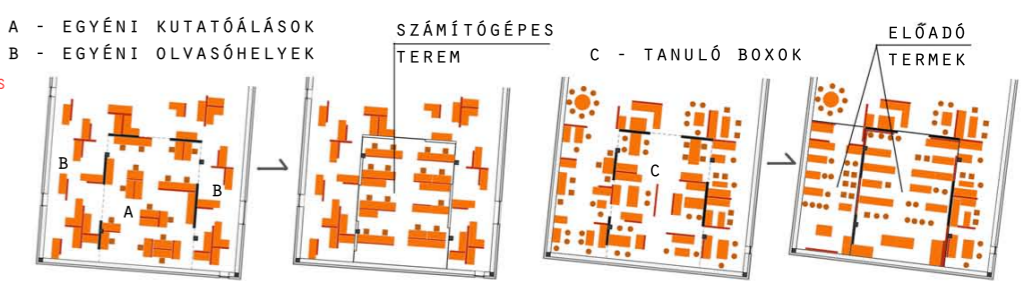 A - EGYÉNI KUTATÓÁLÁSOK
B - EGYÉNI OLVASÓHELYEK
SZÁMÍTÓGÉPES
TEREM
C - TANULÓ BOXOK
ELŐADÓ
TERMEK
S
B
B
A
C